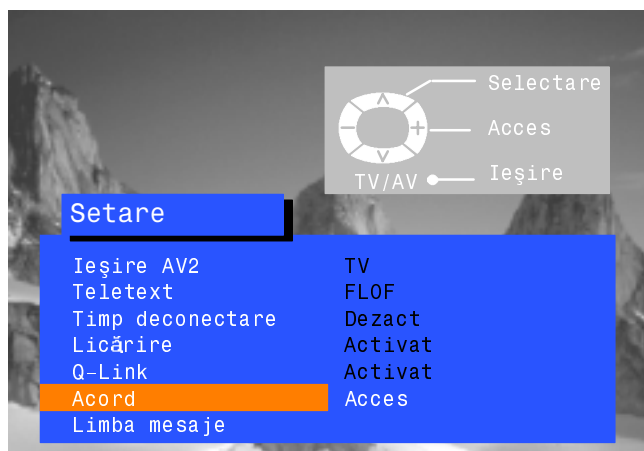 Selectare
Acces
TV/AV Ieşire
Setare
Ieşire AV2 TV
Teletext FLOF
Timp deconectare Dezact
Licărire Activat
Q-Link Activat
Acord Acces
Limba mesaje